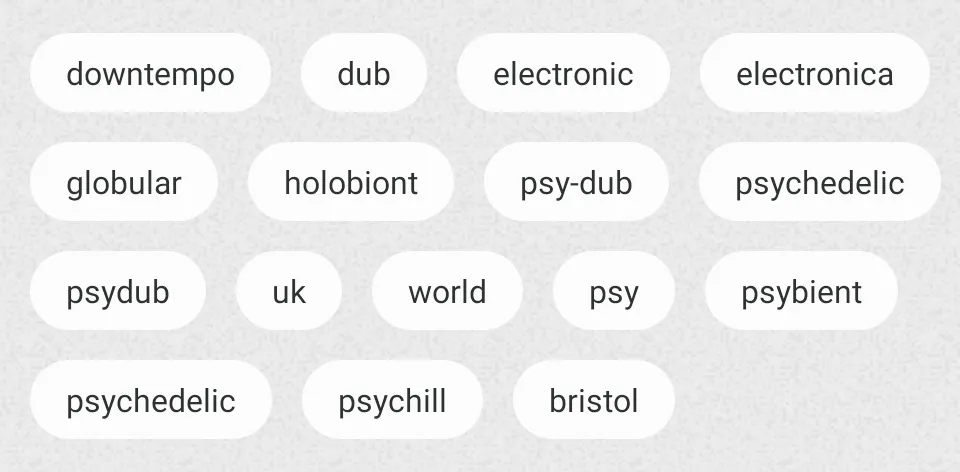 downtempo dub electronic electronica
globular holobiont psy-dub psychedelic
psydub uk world psy psybient
psychedelic psychill bristol